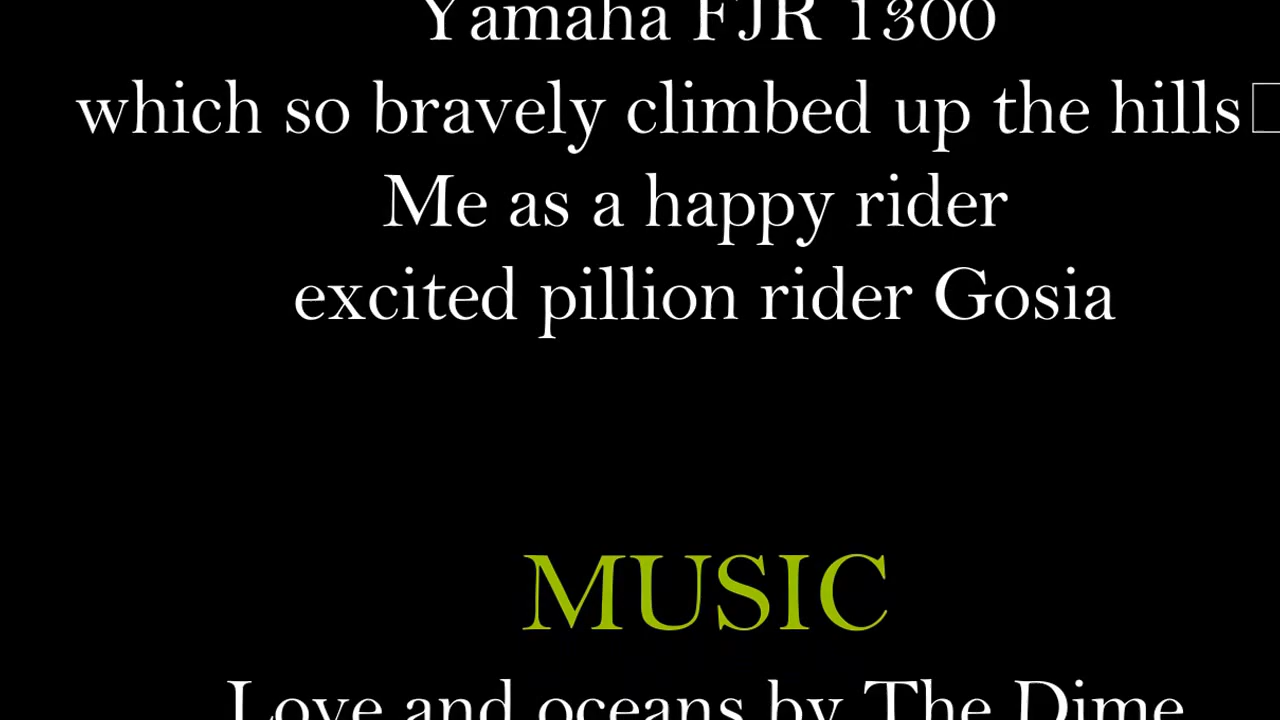 Yamaha FJR 1300
which so bravely climbed up the hills
Me as a happy rider
excited pillion rider Gosia
MUSIC
Love and oceans by The Dime